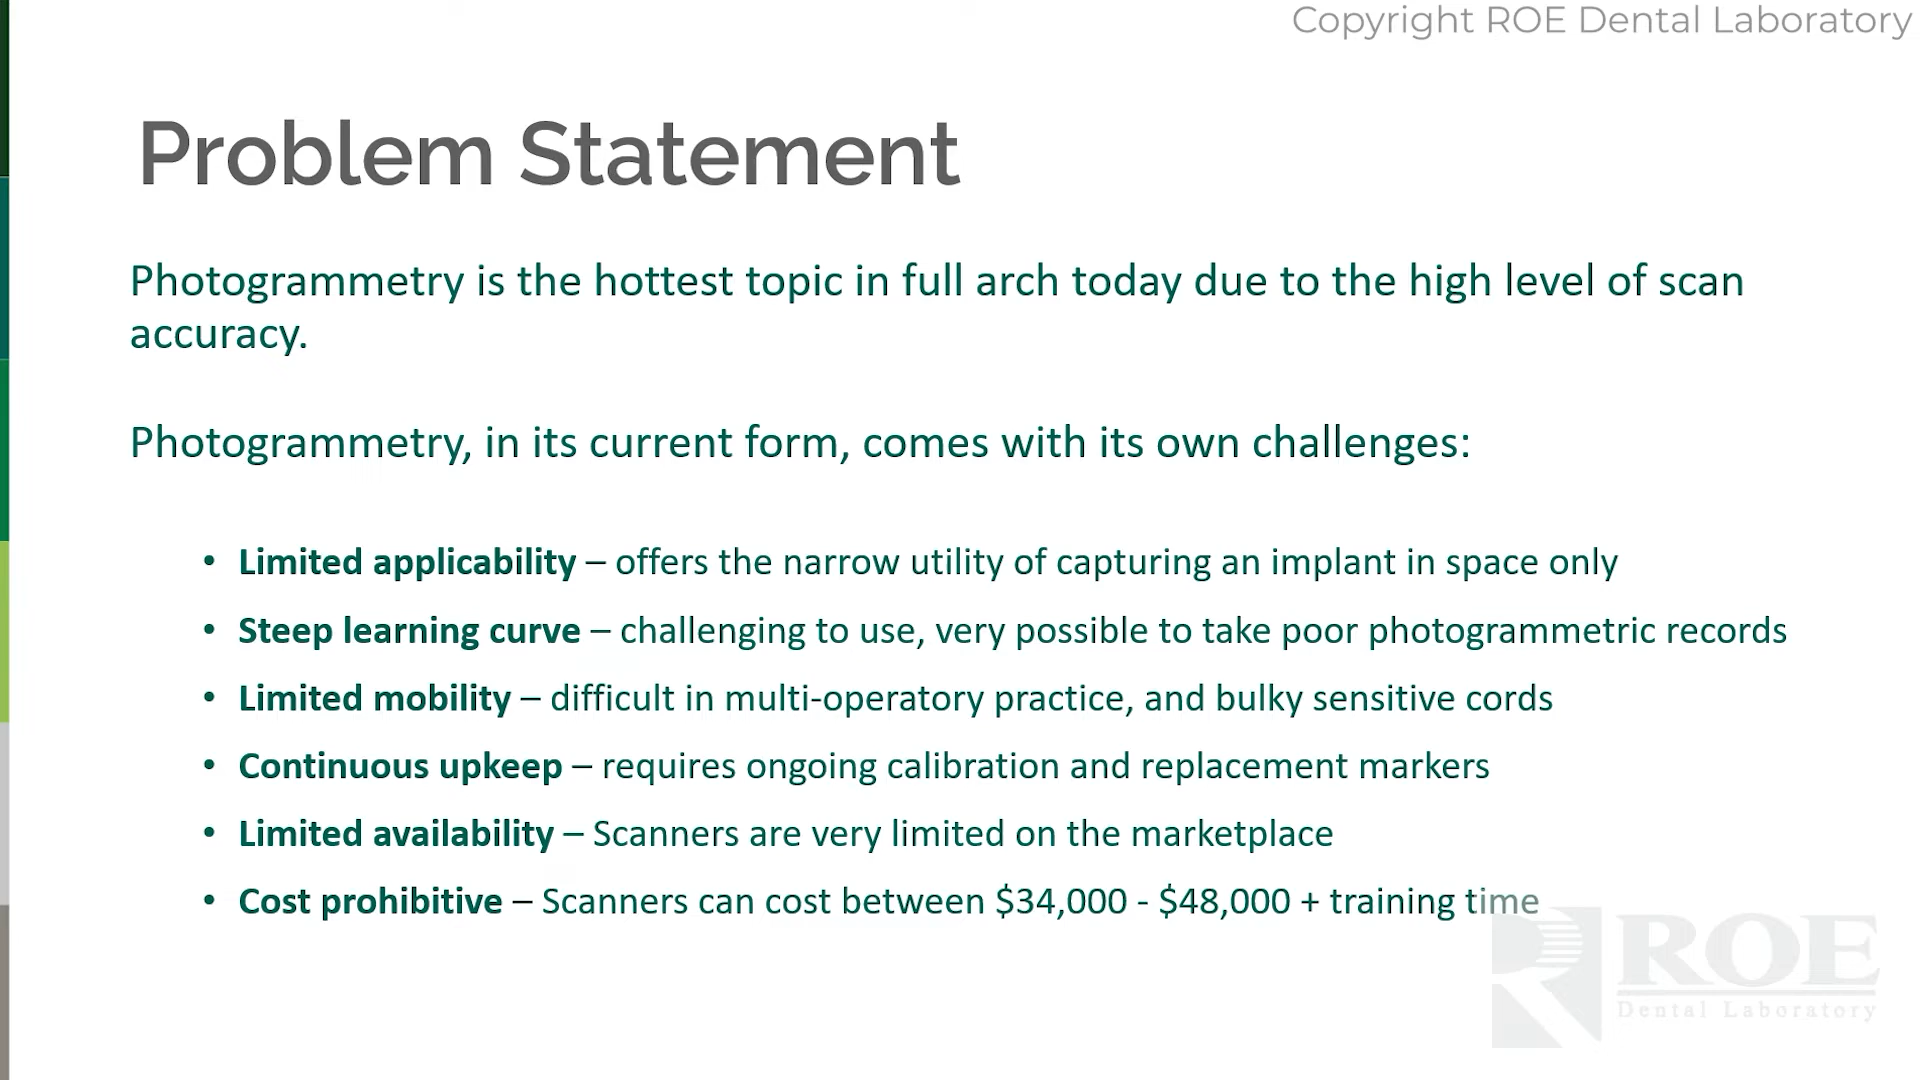 Copyright ROE Dental Laboratory
Problem Statement
Photogrammetry is the hottest topic in full arch today due to the high level of scan
accuracy.
Photogrammetry, in its current form, comes with its own challenges:
• Limited applicability – offers the narrow utility of capturing an implant in space only
• Steep learning curve – challenging to use, very possible to take poor photogrammetric records
• Limited mobility – difficult in multi-operatory practice, and bulky sensitive cords
• Continuous upkeep – requires ongoing calibration and replacement markers
• Limited availability – Scanners are very limited on the marketplace
• Cost prohibitive – Scanners can cost between $34,000 - $48,000 + training time
ROE
Dental Laboratory